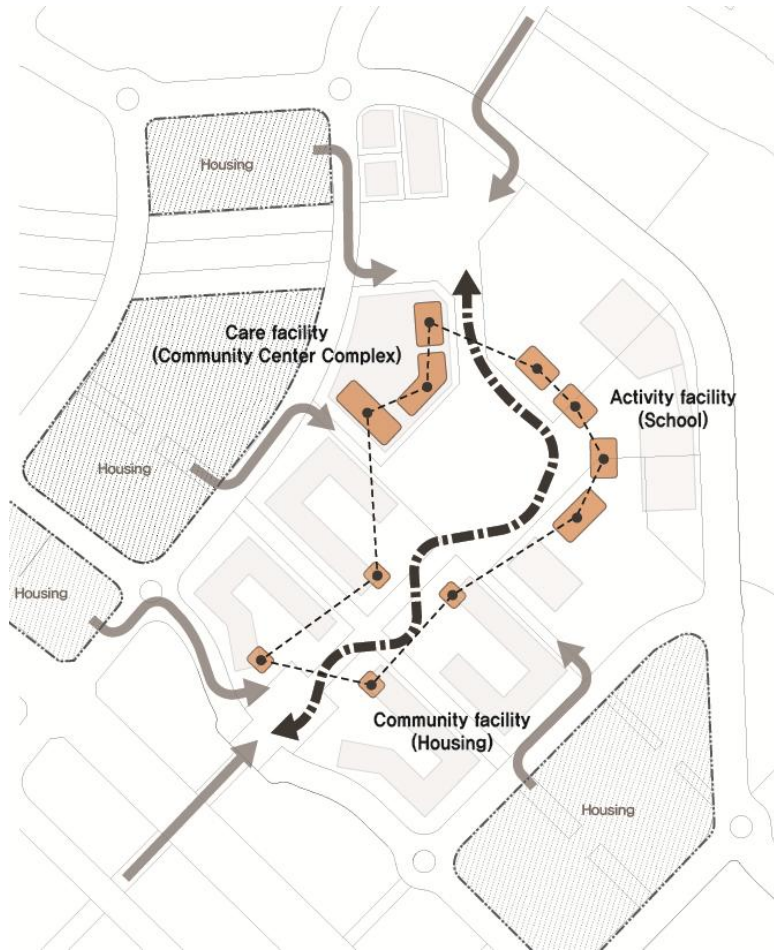 Housing
Care facility
(Community Center Complex)
Activity facility
(School)
Housing
Housing
Community facility
(Housing)
Housing